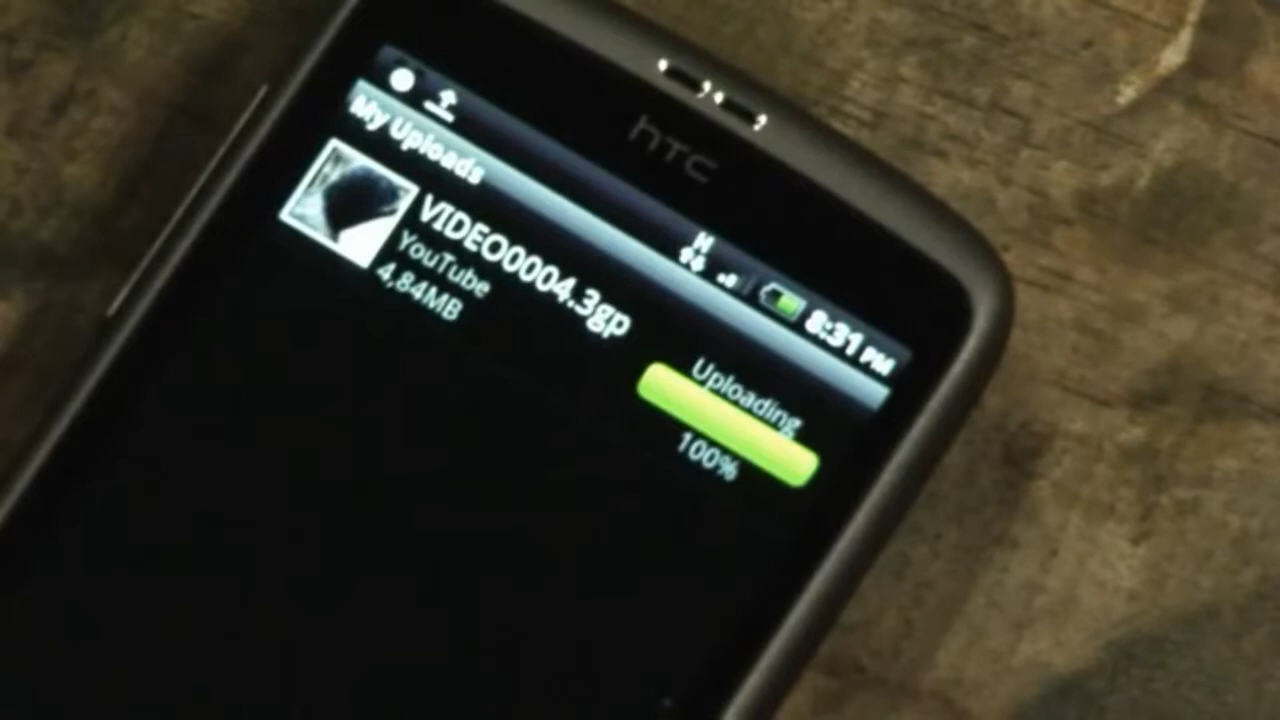 htc
H
8:31 PM
My Uploads
VIDEO0004.3gp
YouTube
4,84MB
Uploading
100%